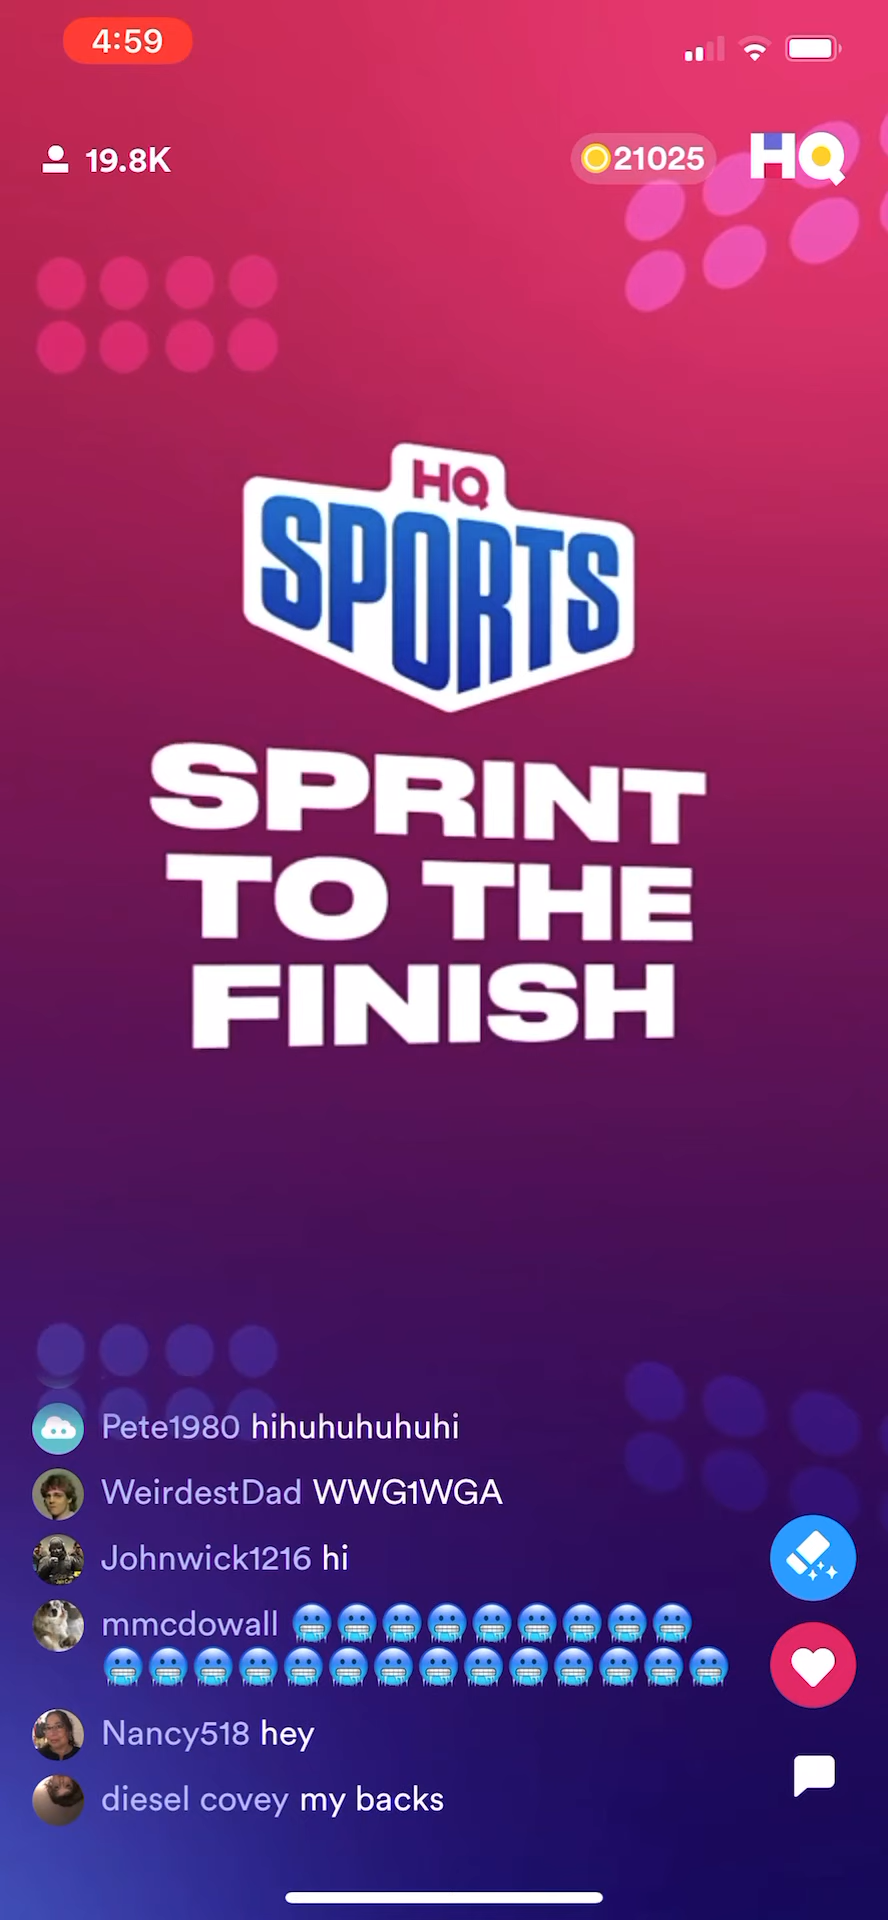 4:59
19.8K
21025 HQ
HQ
SPORTS
SPRINT
TO THE
FINISH
Pete1980 hihuhuhuhuhi
WeirdestDad WWG1WGA
Johnwick1216 hi
mmcdowall 🥶🥶🥶🥶🥶🥶🥶🥶🥶
🥶🥶🥶🥶🥶🥶🥶🥶🥶🥶🥶🥶🥶🥶
Nancy518 hey
diesel covey my backs